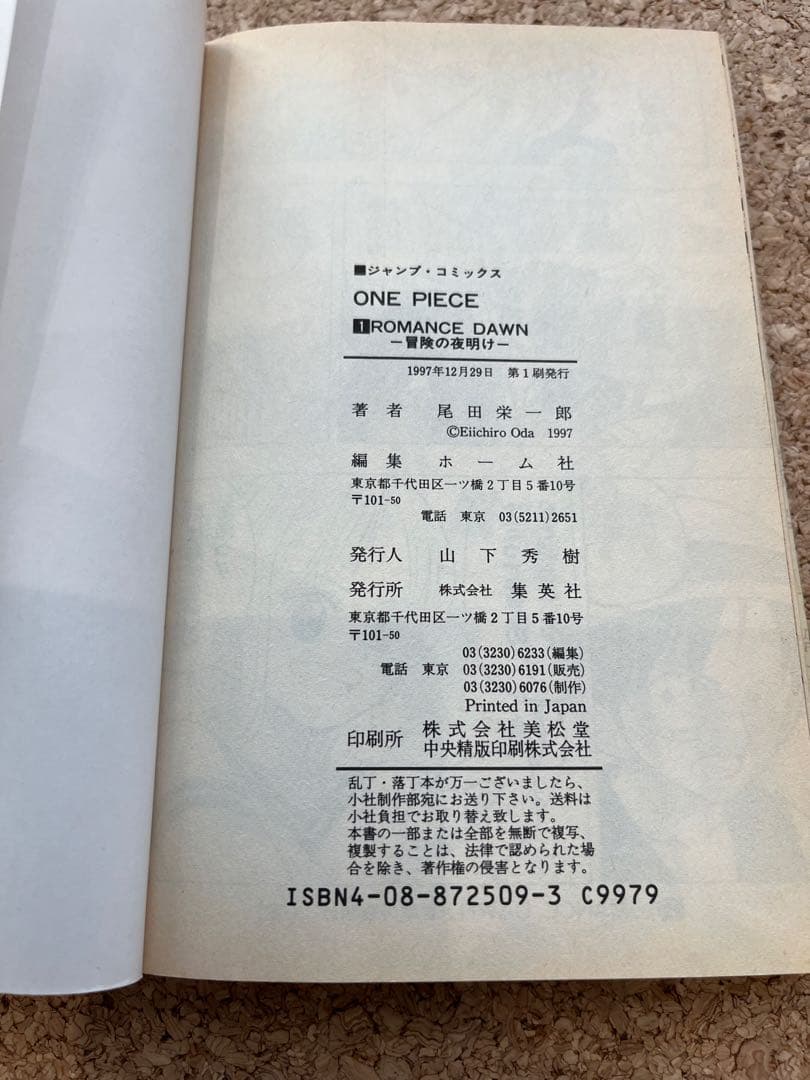 ■ジャンプ・コミックス
ONE PIECE
1 ROMANCE DAWN
―冒険の夜明け―
1997年12月29日 第1刷発行
著者 尾田栄一郎
©Eiichiro Oda 1997
編集 ホーム社
東京都千代田区一ツ橋2丁目5番10号
〒101-50
電話 東京 03(5211)2651
発行人 山下秀樹
発行所 株式会社 集英社
東京都千代田区一ツ橋2丁目5番10号
〒101-50
03(3230)6233(編集)
電話 東京 03(3230)6191(販売)
03(3230)6076(制作)
Printed in Japan
印刷所 株式会社美松堂
中央精版印刷株式会社
乱丁・落丁本が万一ございましたら、
小社制作部宛にお送り下さい。送料は
小社負担でお取り替え致します。
本書の一部または全部を無断で複写、
複製することは、法律で認められた場
合を除き、著作権の侵害となります。
ISBN4-08-872509-3 C9979